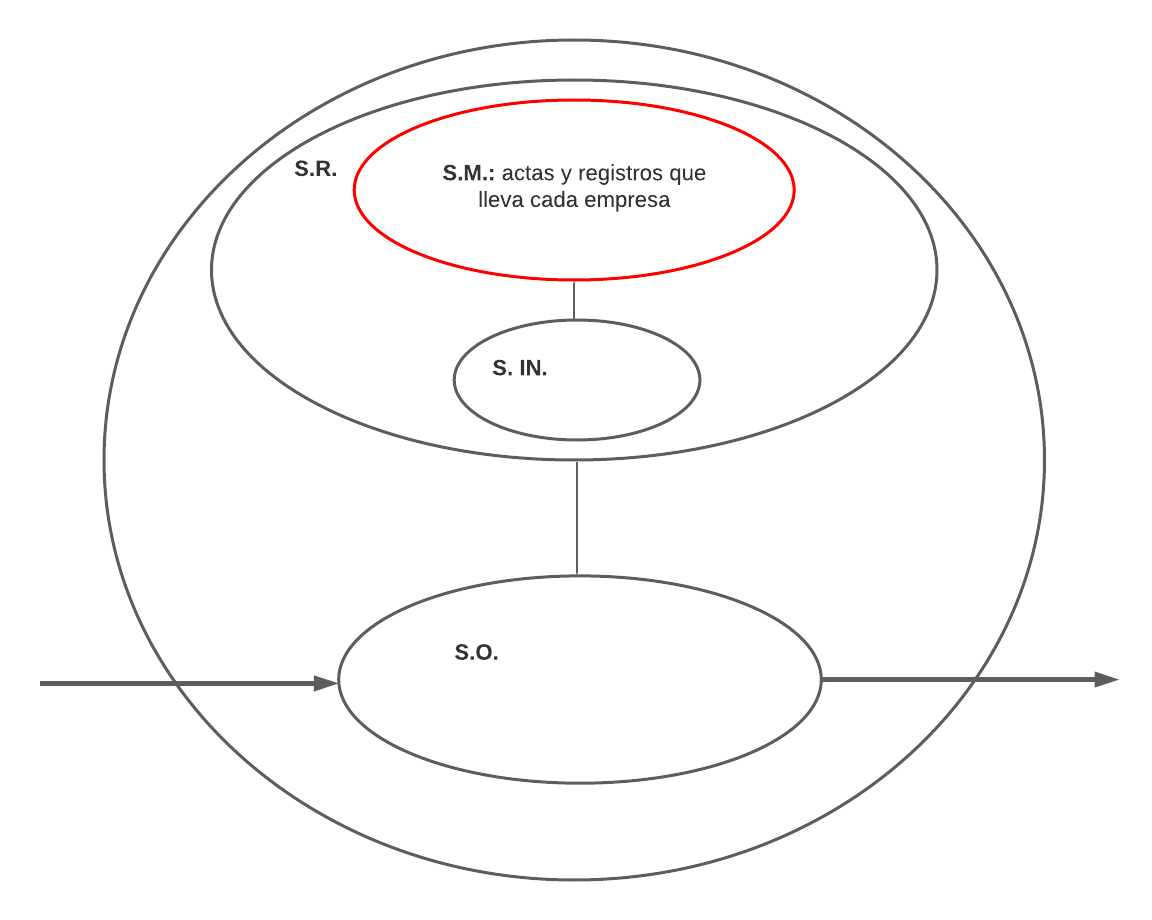 S.R.
S.M.: actas y registros que
lleva cada empresa
S. IN.
S.O.